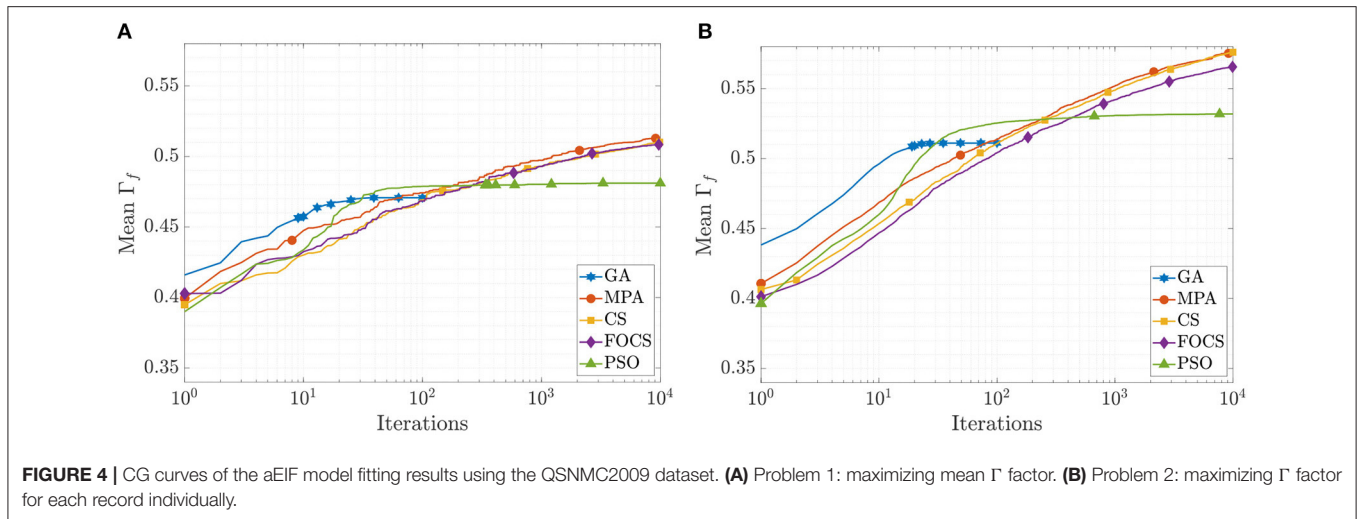 A
B
0.55
0.5
0.45
0.4
0.35
Mean Γ_f
10^0
10^1
10^2
10^3
10^4
Iterations
GA
MPA
CS
FOCS
PSO
0.55
0.5
0.45
0.4
0.35
Mean Γ_f
10^0
10^1
10^2
10^3
10^4
Iterations
GA
MPA
CS
FOCS
PSO
FIGURE 4 | CG curves of the aEIF model fitting results using the QSNMC2009 dataset. (A) Problem 1: maximizing mean Γ factor. (B) Problem 2: maximizing Γ factor
for each record individually.